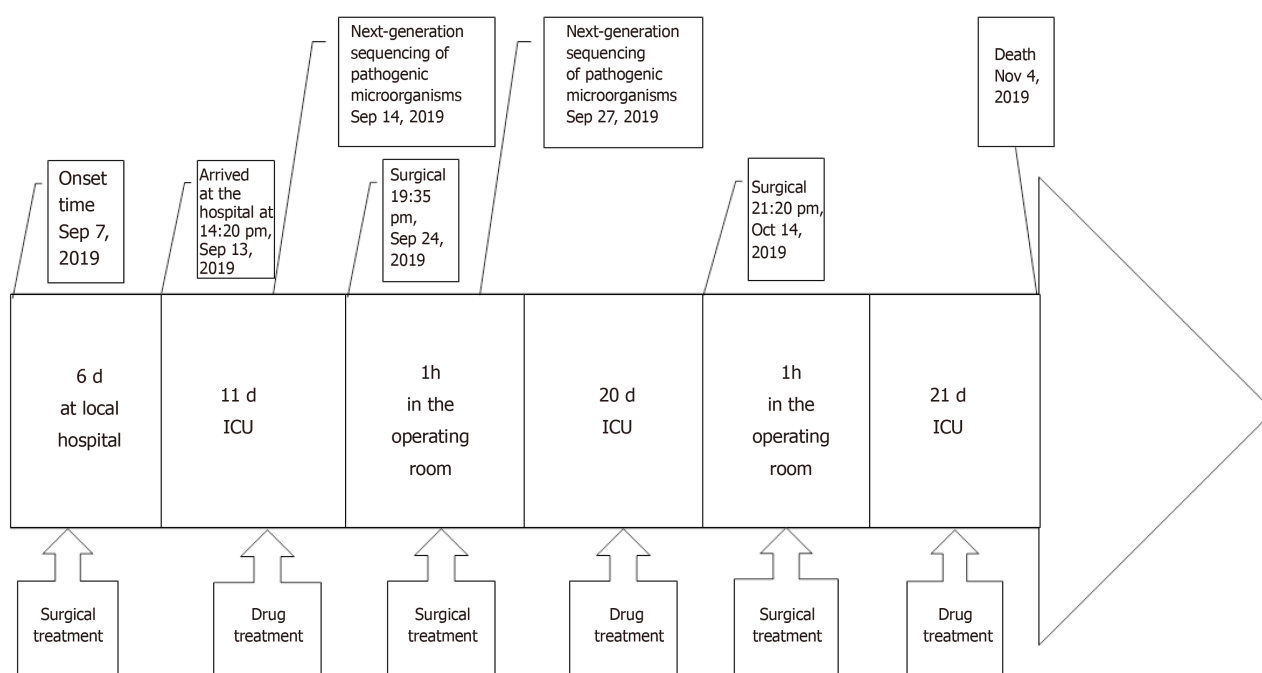 Next-generation
sequencing of
pathogenic
microorganisms
Sep 14, 2019
Next-generation
sequencing
of pathogenic
microorganisms
Sep 27, 2019
Death
Nov 4,
2019
Onset
time
Sep 7,
2019
Arrived
at the
hospital at
14:20 pm,
Sep 13,
2019
Surgical
19:35
pm,
Sep 24,
2019
Surgical
21:20 pm,
Oct 14,
2019
6 d
at local
hospital
11 d
ICU
1h
in the
operating
room
20 d
ICU
1h
in the
operating
room
21 d
ICU
Surgical
treatment
Drug
treatment
Surgical
treatment
Drug
treatment
Surgical
treatment
Drug
treatment